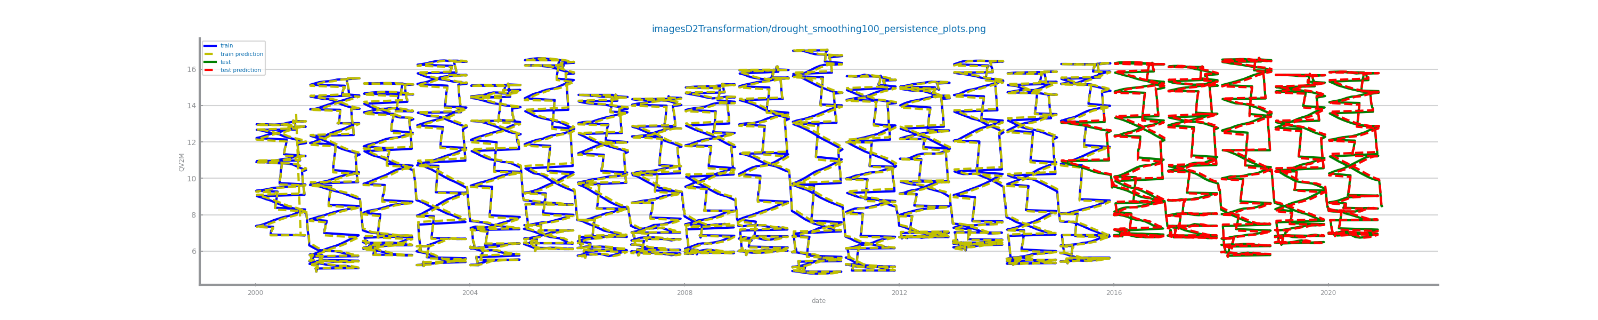 imagesD2Transformation/drought_smoothing100_persistence_plots.png
train
train prediction
test
test prediction
16
14
12
10
8
6
QV2M
2000
2004
2008
2012
2016
2020
date